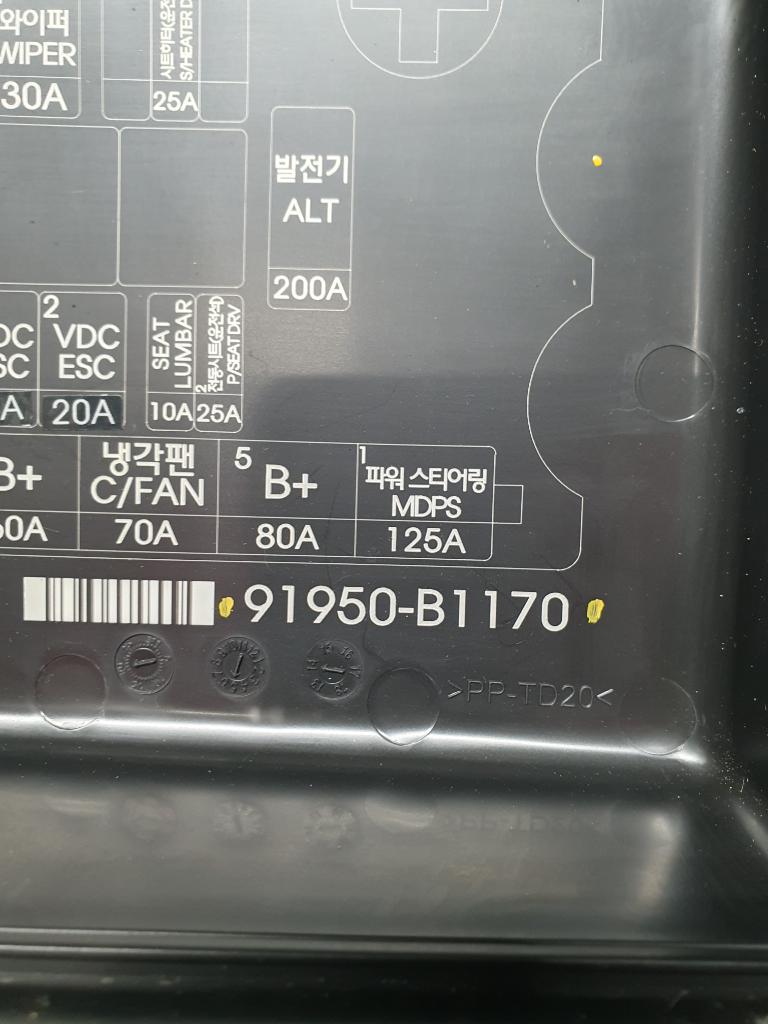 와이퍼
WIPER
30A
25A
발전기
ALT
200A
2
VDC
ESC
20A
SEAT
LUMBAR
10A
2
전동시트(운전석)
P/SEAT DRV
25A
B+
냉각팬
C/FAN
70A
5
B+
80A
1
파워 스티어링
MDPS
125A
91950-B1170
>PP-TD20<